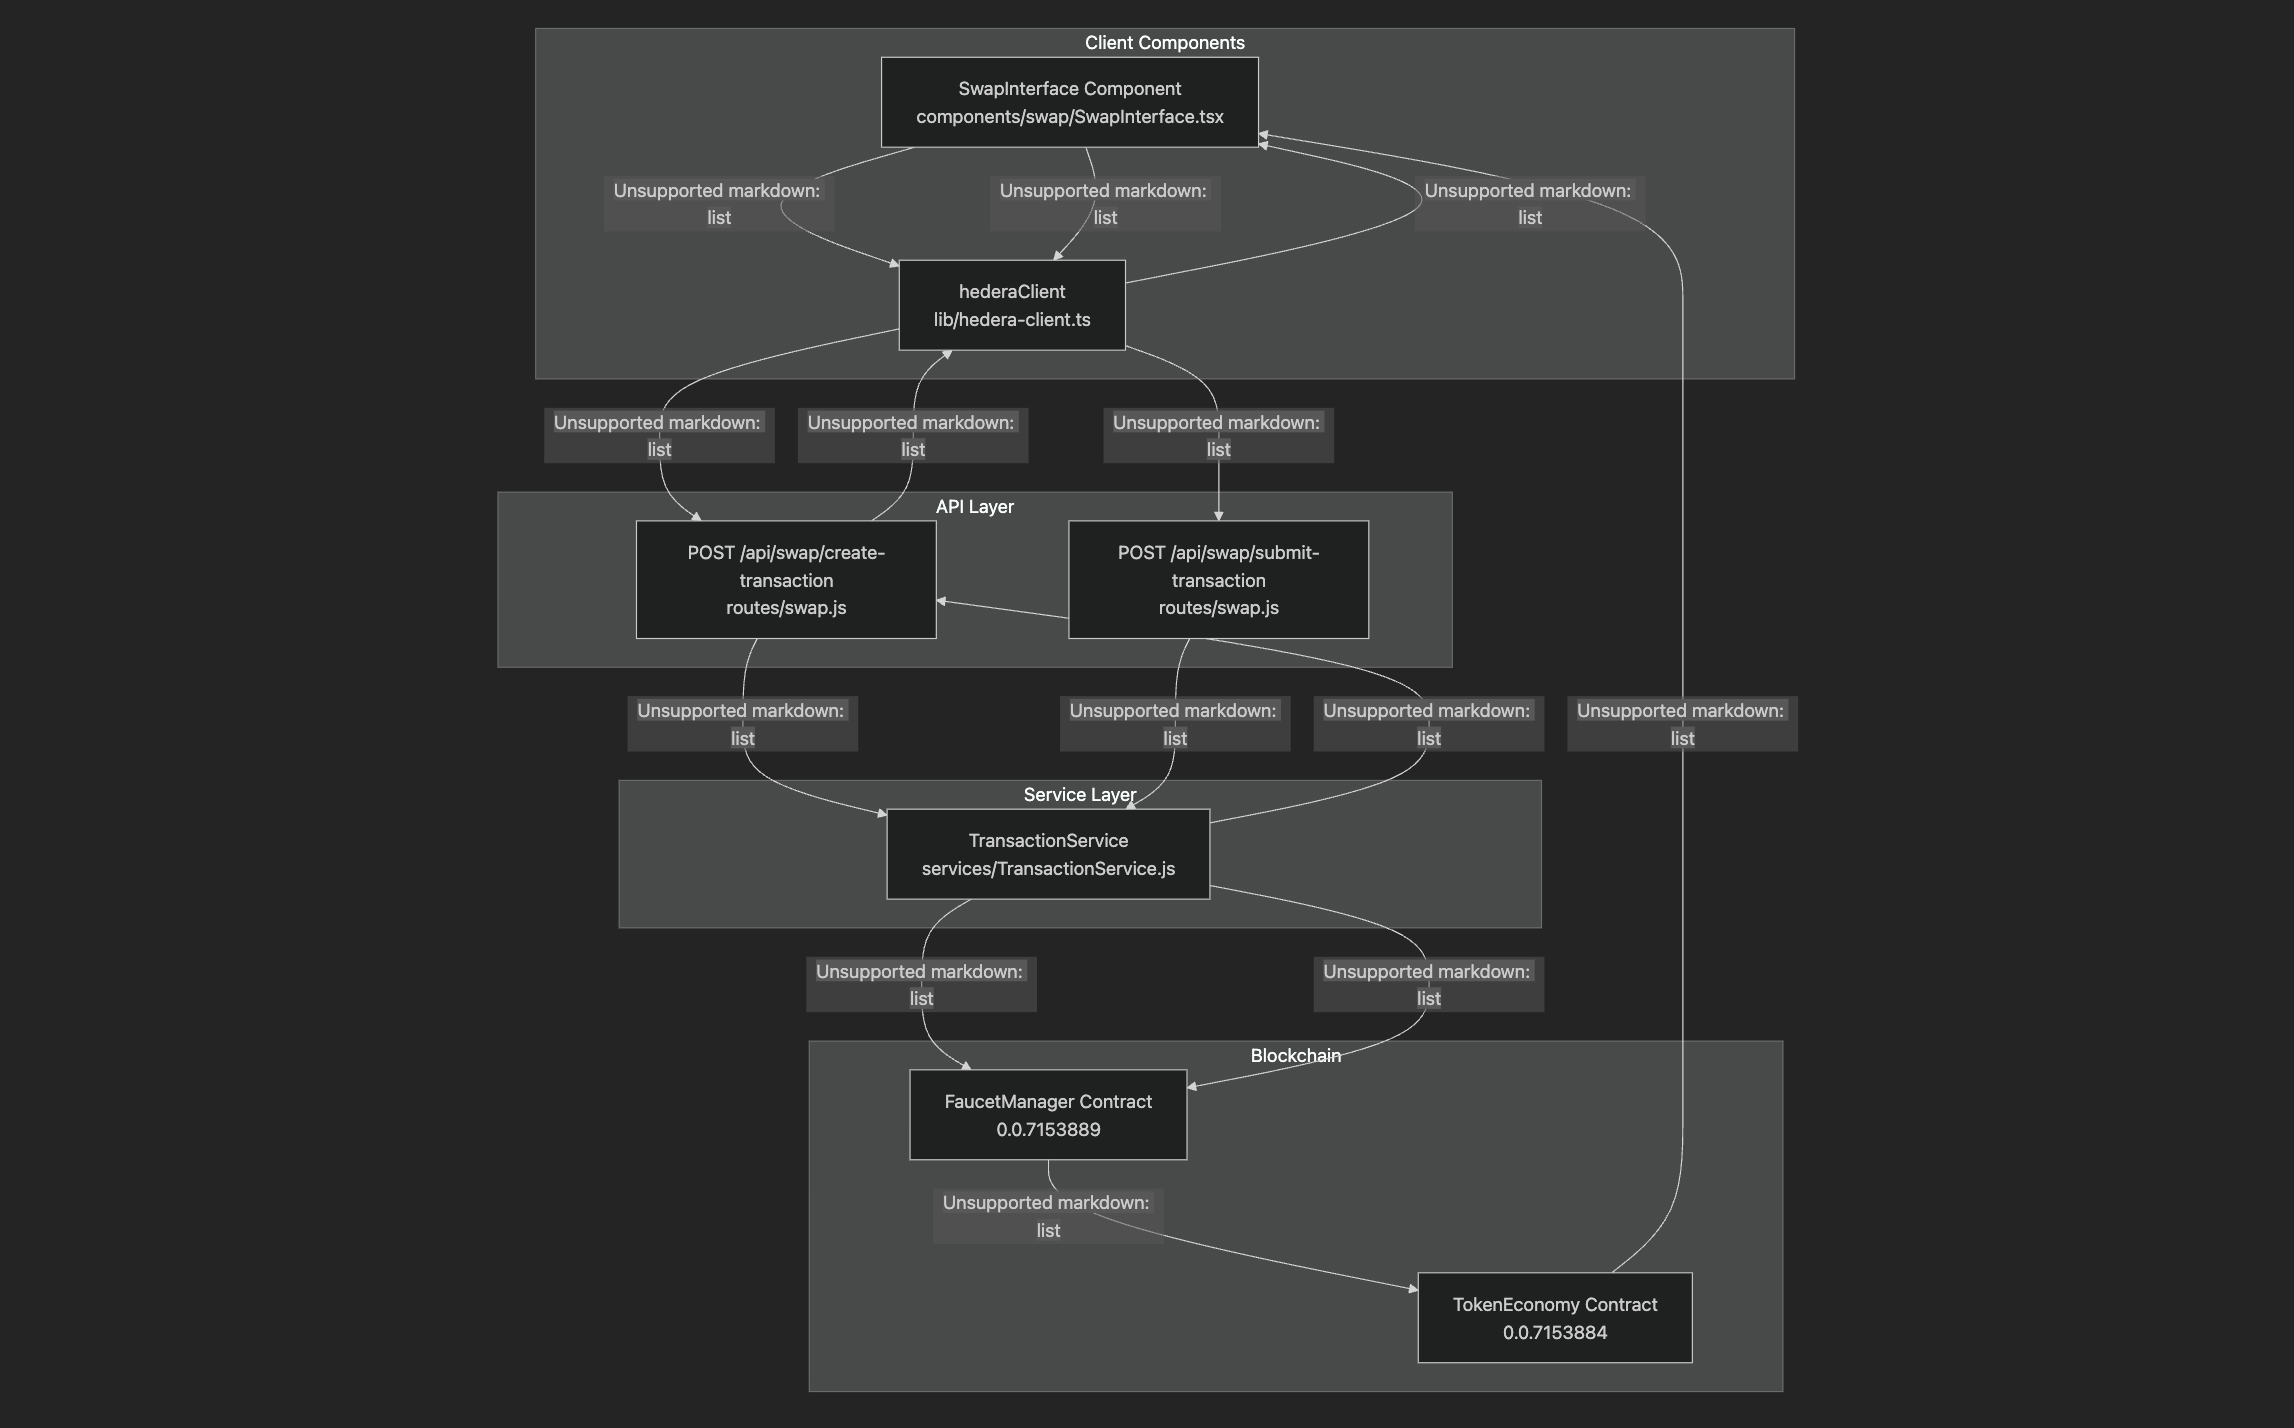 Client Components
SwapInterface Component
components/swap/SwapInterface.tsx
Unsupported markdown:
list
Unsupported markdown:
list
Unsupported markdown:
list
hederaClient
lib/hedera-client.ts
Unsupported markdown:
list
Unsupported markdown:
list
Unsupported markdown:
list
API Layer
POST /api/swap/create-
transaction
routes/swap.js
POST /api/swap/submit-
transaction
routes/swap.js
Unsupported markdown:
list
Unsupported markdown:
list
Unsupported markdown:
list
Unsupported markdown:
list
Service Layer
TransactionService
services/TransactionService.js
Unsupported markdown:
list
Unsupported markdown:
list
Blockchain
FaucetManager Contract
0.0.7153889
Unsupported markdown:
list
TokenEconomy Contract
0.0.7153884